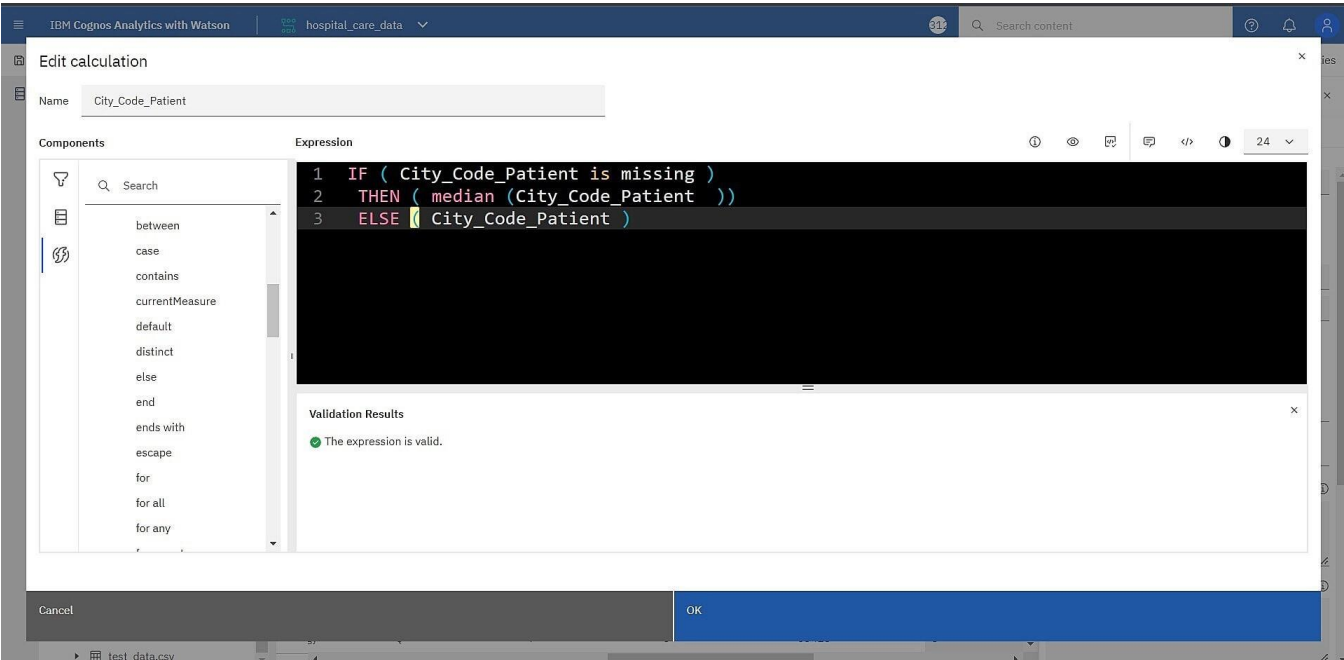 IBM Cognos Analytics with Watson
hospital_care_data
Search content
Edit calculation
ies
Name
City_Code_Patient
Components
Expression
24
Search
between
case
contains
currentMeasure
default
distinct
else
end
ends with
escape
for
for all
for any
1 IF ( City_Code_Patient is missing )
2 THEN ( median (City_Code_Patient ))
3 ELSE ( City_Code_Patient )
Validation Results
The expression is valid.
Cancel
OK
test_data.csv